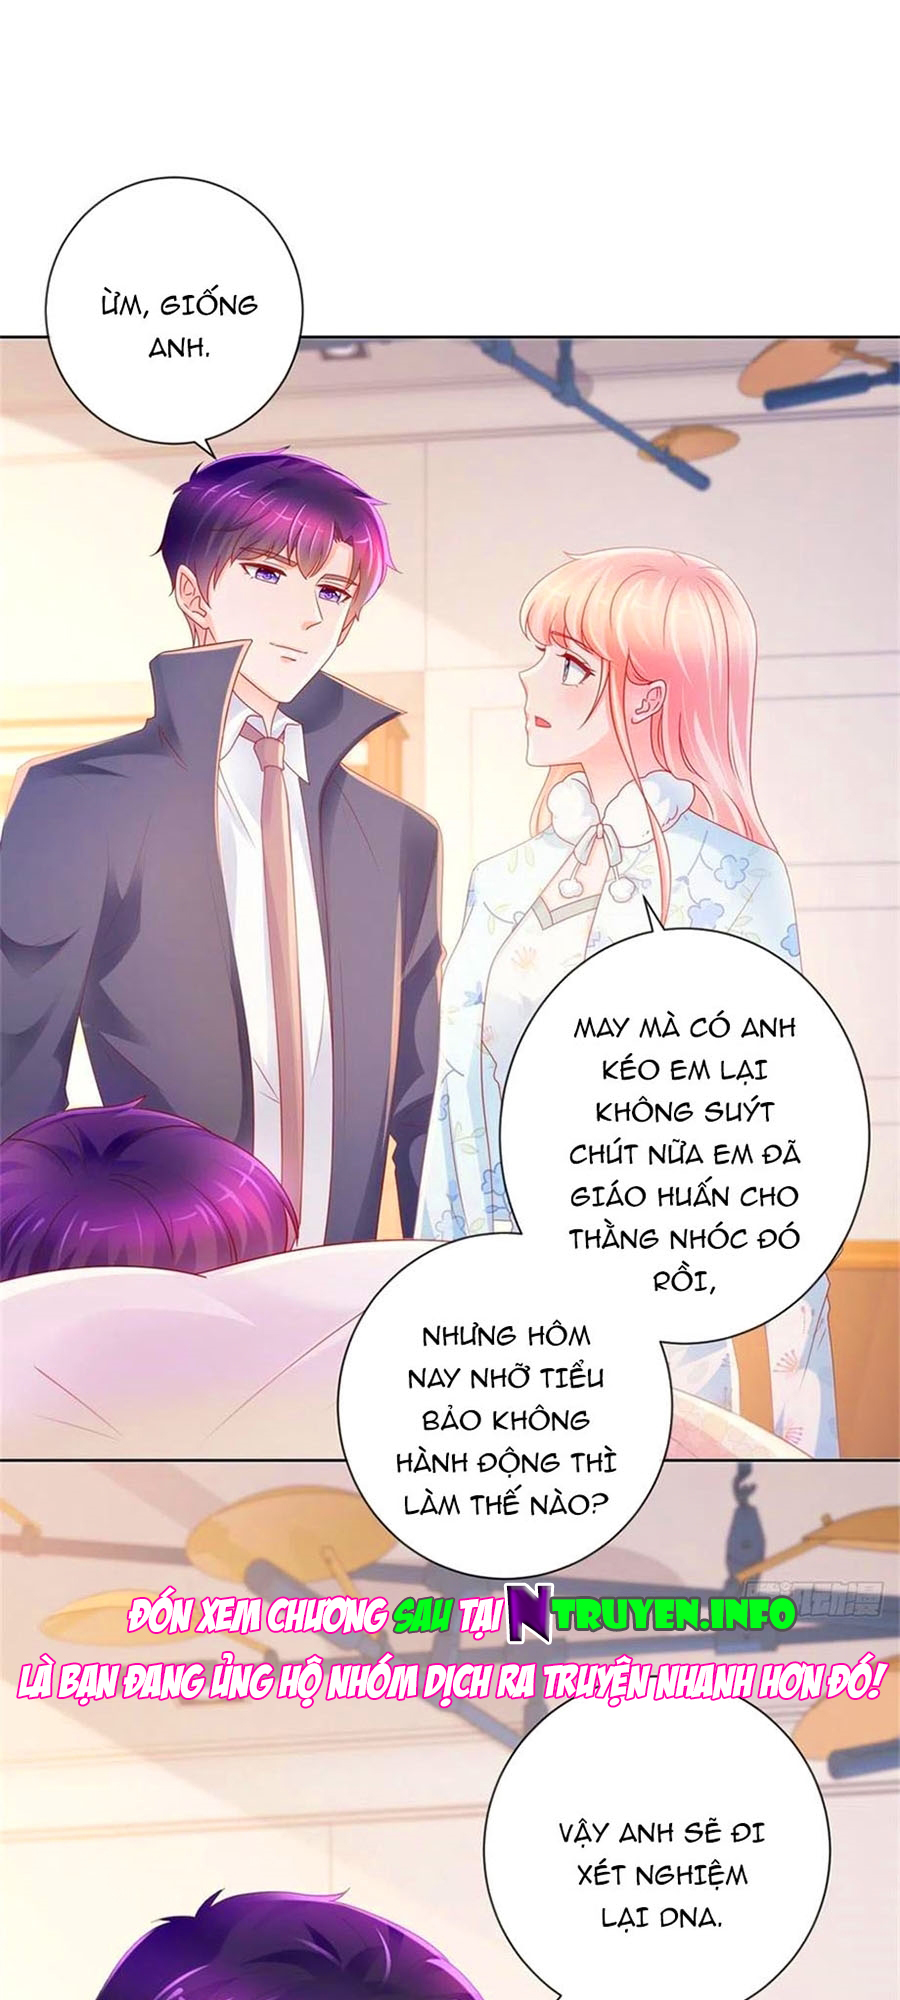 ỪM, GIỐNG
ANH.
MAY MÀ CÓ ANH
KÉO EM LẠI
KHÔNG SUÝT
CHÚT NỮA EM ĐÃ
GIÁO HUẤN CHO
THẰNG NHÓC ĐÓ
RỒI,
NHƯNG HÔM
NAY NHỠ TIỂU
BẢO KHÔNG
HÀNH ĐỘNG THÌ
LÀM THẾ NÀO?
ĐÓN XEM CHƯƠNG SAU TẠI NTRUYEN.INFO
LÀ BẠN ĐANG ỦNG HỘ NHÓM DỊCH RA TRUYỆN NHANH HƠN ĐÓ!
VẬY ANH SẼ ĐI
XÉT NGHIỆM
LẠI DNA.